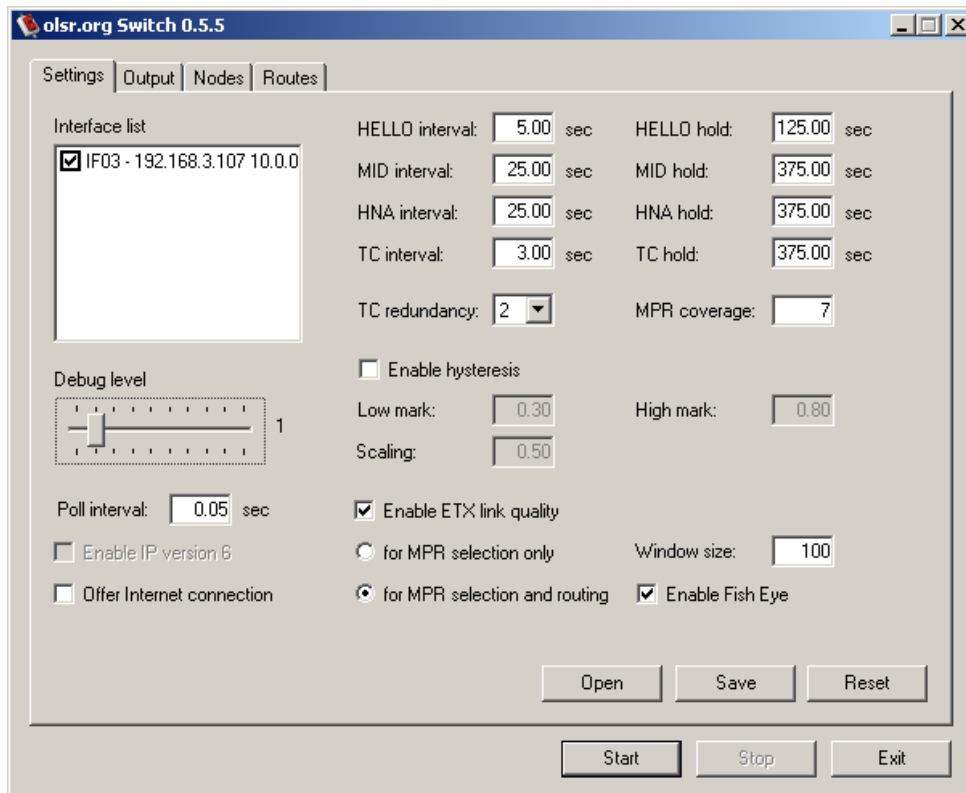 olsr.org Switch 0.5.5
Settings Output Nodes Routes
Interface list
IF03 - 192.168.3.107 10.0.0
HELLO interval: 5.00 sec HELLO hold: 125.00 sec
MID interval: 25.00 sec MID hold: 375.00 sec
HNA interval: 25.00 sec HNA hold: 375.00 sec
TC interval: 3.00 sec TC hold: 375.00 sec
TC redundancy: 2 MPR coverage: 7
Debug level
1
Enable hysteresis
Low mark: 0.30 High mark: 0.80
Scaling: 0.50
Poll interval: 0.05 sec
Enable IP version 6
Offer Internet connection
Enable ETX link quality
for MPR selection only Window size: 100
for MPR selection and routing Enable Fish Eye
Open Save Reset
Start Stop Exit